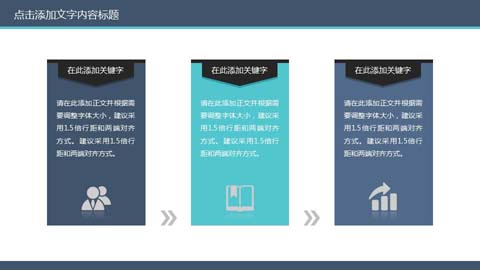 点击添加文字内容标题
在此添加关键字
请在此添加正文并根据需
要调整字体大小，建议采
用1.5倍行距和两端对齐
方式。建议采用1.5倍行
距和两端对齐方式。
在此添加关键字
请在此添加正文并根据需
要调整字体大小，建议采
用1.5倍行距和两端对齐
方式。建议采用1.5倍行
距和两端对齐方式。
在此添加关键字
请在此添加正文并根据需
要调整字体大小，建议采
用1.5倍行距和两端对齐
方式。建议采用1.5倍行
距和两端对齐方式。